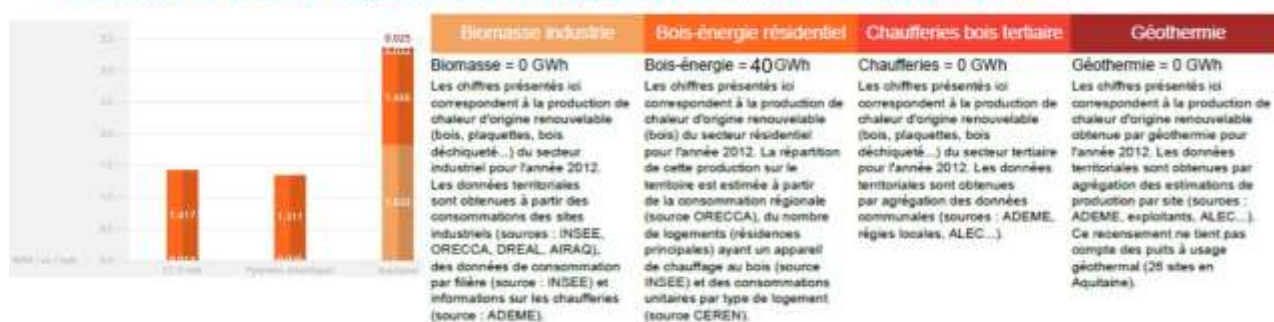 0.025
1,417
1,311
Biomasse industrie
Biomasse = 0 GWh
Les chiffres présentés ici
correspondent à la production de
chaleur d'origine renouvelable
(bois, plaquettes, bois
déchiqueté...) du secteur
industriel pour l'année 2012.
Les données territoriales
sont obtenues à partir des
consommations des sites
industriels (sources : INSEE,
ORECCA, DREAL, AIRAQ),
des données de consommation
par filière (source : INSEE) et
informations sur les chaufferies
(source : ADEME).
Bois-énergie résidentiel
Bois-énergie = 40 GWh
Les chiffres présentés ici
correspondent à la production de
chaleur d'origine renouvelable
(bois) du secteur résidentiel
pour l'année 2012. La répartition
de cette production sur le
territoire est estimée à partir
de la consommation régionale
(source ORECCA), du nombre
de logements (résidences
principales) ayant un appareil
de chauffage au bois (source
INSEE) et des consommations
unitaires par type de logement
(source CEREN).
Chaufferies bois tertiaire
Chaufferies = 0 GWh
Les chiffres présentés ici
correspondent à la production de
chaleur d'origine renouvelable
(bois, plaquettes, bois
déchiqueté...) du secteur tertiaire
pour l'année 2012. Les données
territoriales sont obtenues
par agrégation des données
communales (sources : ADEME,
régies locales, ALEC...).
Géothermie
Géothermie = 0 GWh
Les chiffres présentés ici
correspondent à la production de
chaleur d'origine renouvelable
obtenue par géothermie pour
l'année 2012. Les données
territoriales sont obtenues par
agrégation des estimations de
production par site (sources :
ADEME, exploitants, ALEC...).
Ce recensement ne tient pas
compte des puits à usage
géothermal (26 sites en
Aquitaine).